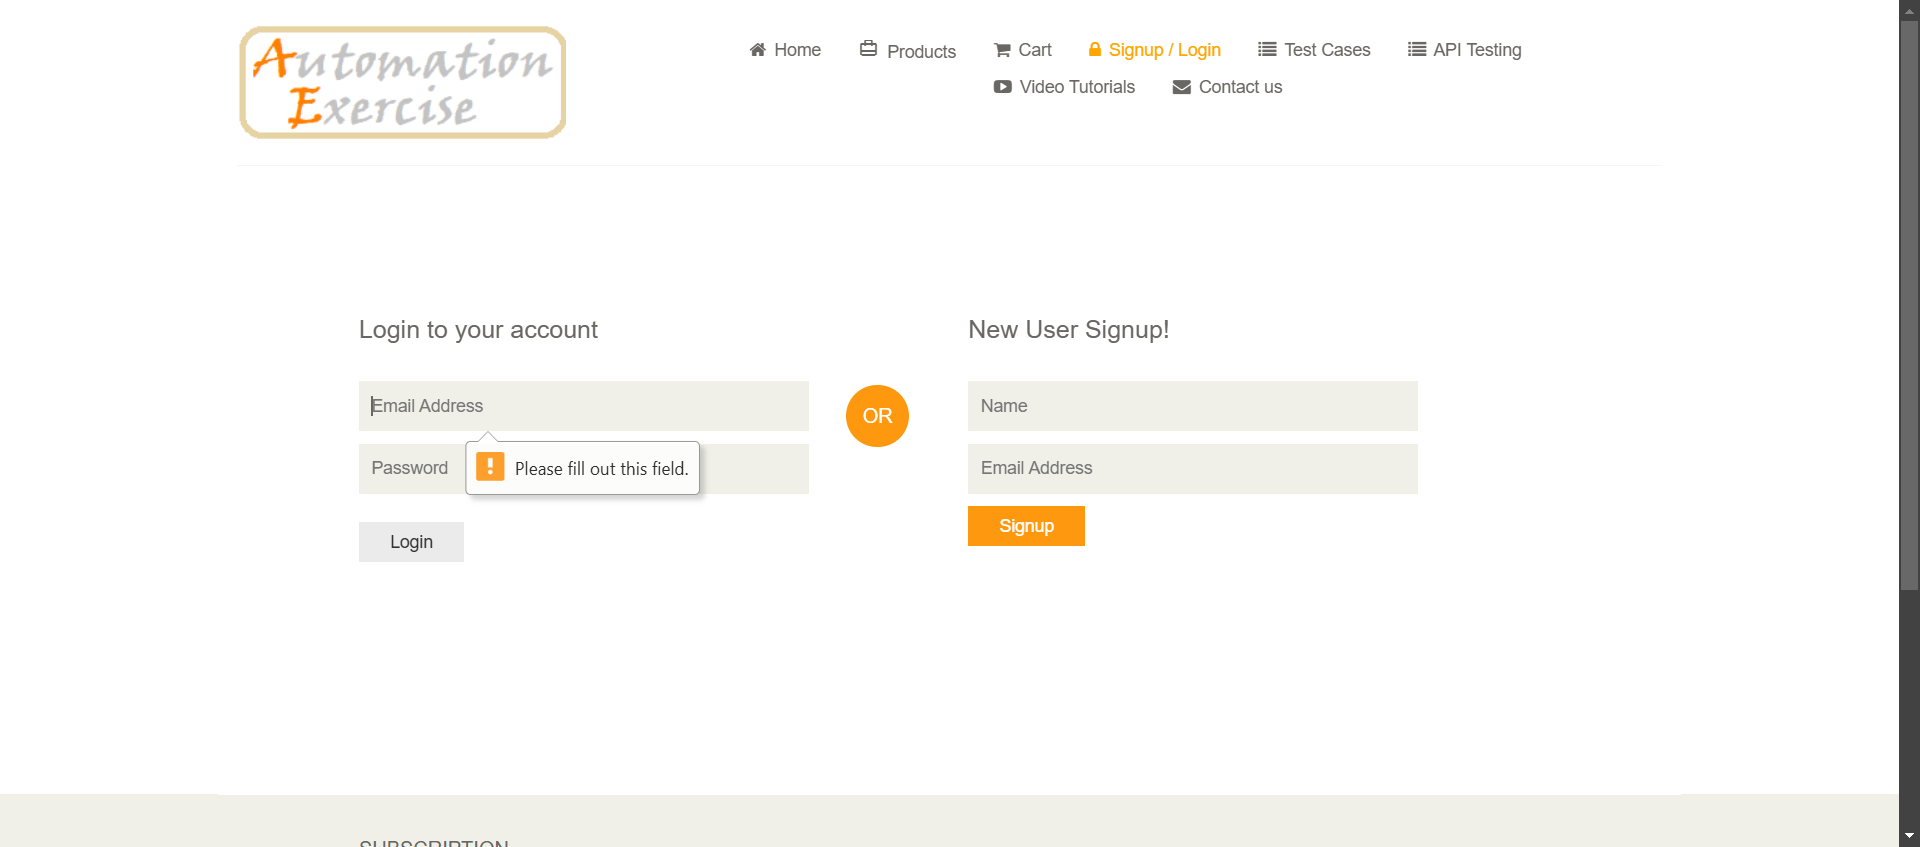 Automation
Exercise
Home
Products
Cart
Signup / Login
Test Cases
API Testing
Video Tutorials
Contact us
Login to your account
Email Address
Password
Please fill out this field.
Login
OR
New User Signup!
Name
Email Address
Signup
SUBSCRIPTION